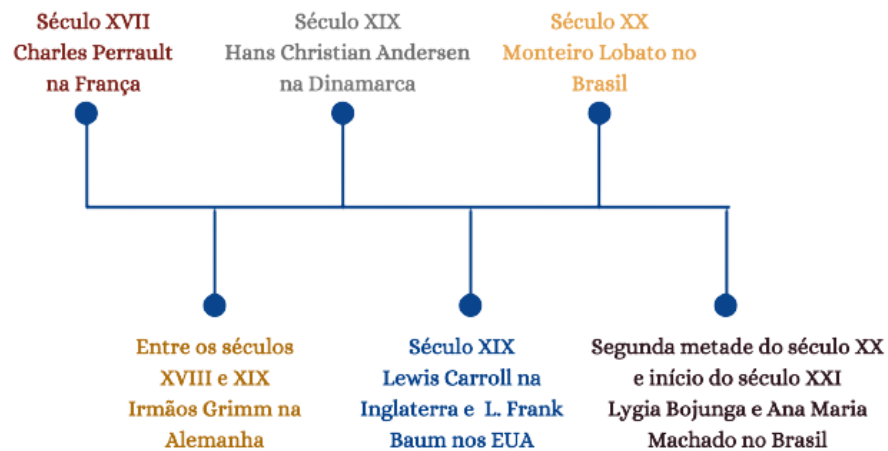 Século XVII
Charles Perrault
na França
Século XIX
Hans Christian Andersen
na Dinamarca
Século XX
Monteiro Lobato no
Brasil
Entre os séculos
XVIII e XIX
Irmãos Grimm na
Alemanha
Século XIX
Lewis Carroll na
Inglaterra e L. Frank
Baum nos EUA
Segunda metade do século XX
e início do século XXI
Lygia Bojunga e Ana Maria
Machado no Brasil